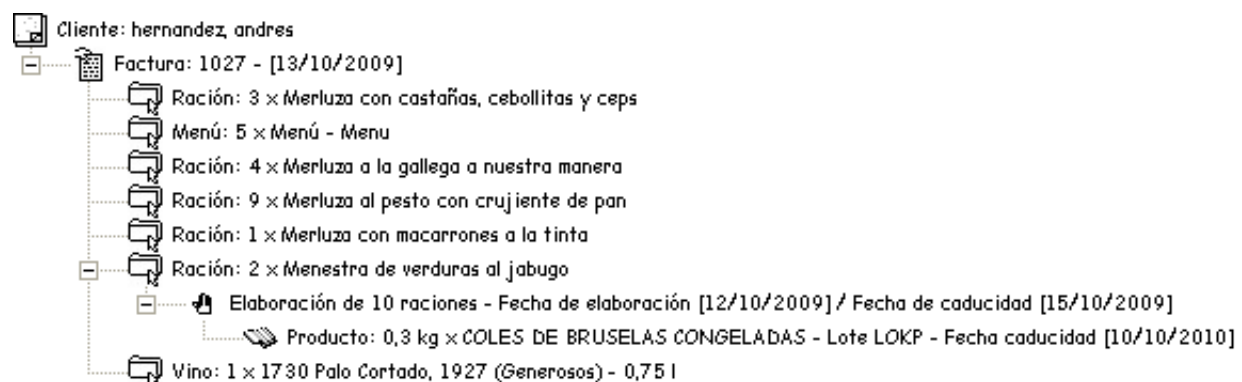 Cliente: hernandez, andres
Factura: 1027 - [13/10/2009]
Ración: 3 x Merluza con castañas, cebollitas y ceps
Menú: 5 x Menú - Menu
Ración: 4 x Merluza a la gallega a nuestra manera
Ración: 9 x Merluza al pesto con crujiente de pan
Ración: 1 x Merluza con macarrones a la tinta
Ración: 2 x Menestra de verduras al jabugo
Elaboración de 10 raciones - Fecha de elaboración [12/10/2009] / Fecha de caducidad [15/10/2009]
Producto: 0,3 kg x COLES DE BRUSELAS CONGELADAS - Lote LOKP - Fecha caducidad [10/10/2010]
Vino: 1 x 1730 Palo Cortado, 1927 (Generosos) - 0,75 l